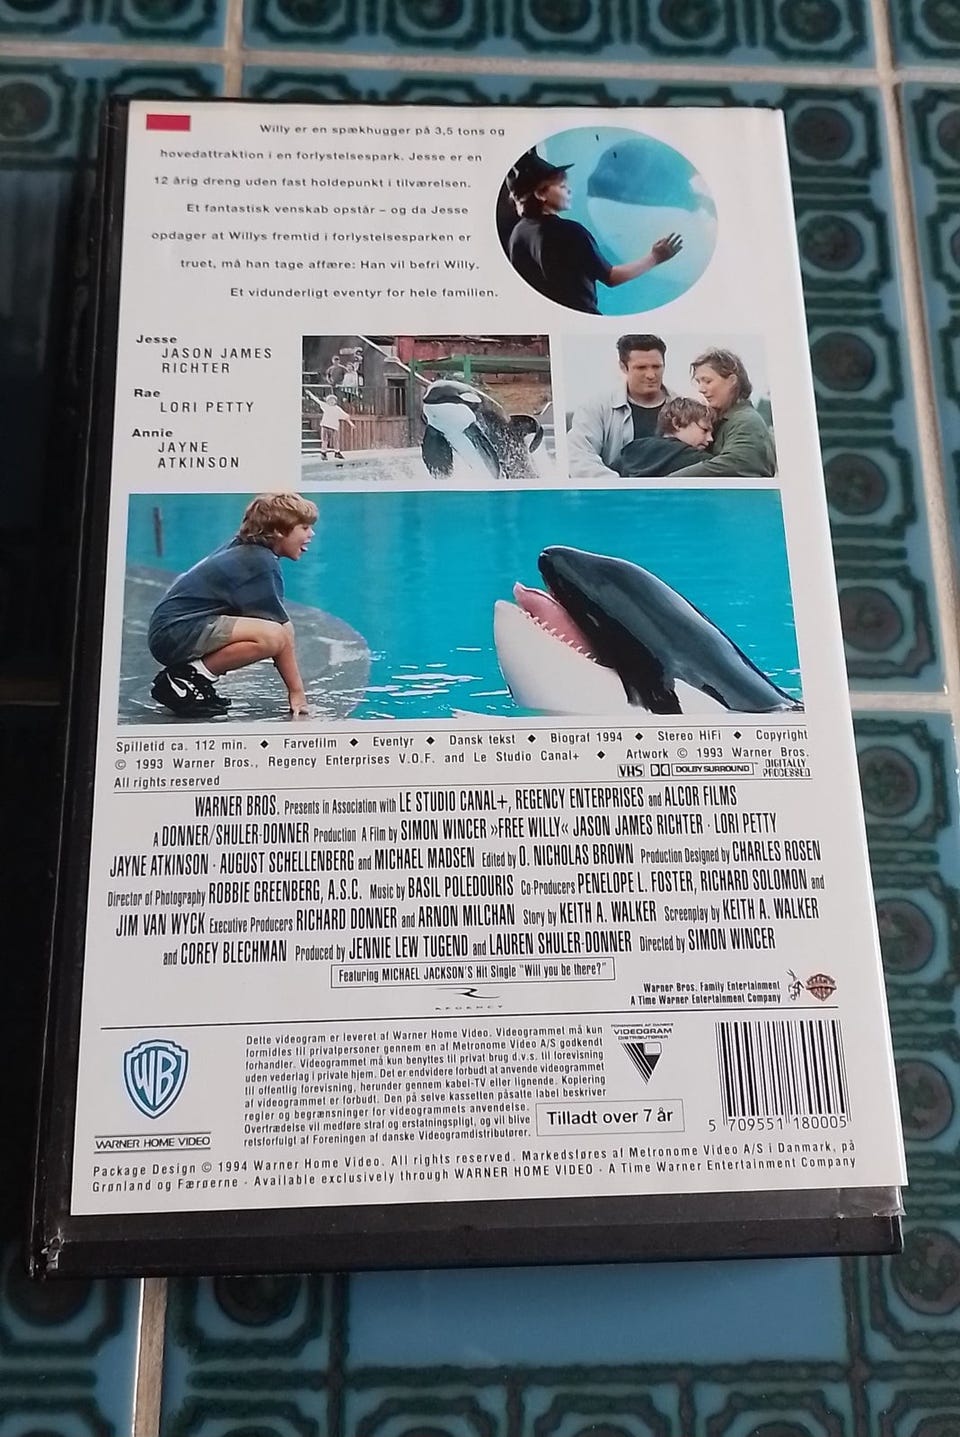 Willy er en spækhugger på 3,5 tons og
hovedattraktion i en forlystelsespark. Jesse er en
12 årig dreng uden fast holdepunkt i tilværelsen.
Et fantastisk venskab opstår – og da Jesse
opdager at Willys fremtid i forlystelsesparken er
truet, må han tage affære: Han vil befri Willy.
Et vidunderligt eventyr for hele familien.
Jesse
JASON JAMES
RICHTER
Rae
LORI PETTY
Annie
JAYNE
ATKINSON
Spilletid ca. 112 min. ◆ Farvefilm ◆ Eventyr ◆ Dansk tekst ◆ Biograf 1994 ◆ Stereo HiFi ◆ Copyright
© 1993 Warner Bros., Regency Enterprises V.O.F. and Le Studio Canal+ ◆ Artwork © 1993 Warner Bros.
All rights reserved
VHS DOLBY SURROUND DIGITALLY PROCESSED
WARNER BROS. Presents in Association with LE STUDIO CANAL+, REGENCY ENTERPRISES and ALCOR FILMS
A DONNER/SHULER-DONNER Production A Film by SIMON WINCER »FREE WILLY« JASON JAMES RICHTER · LORI PETTY
JAYNE ATKINSON · AUGUST SCHELLENBERG and MICHAEL MADSEN Edited by O. NICHOLAS BROWN Production Designed by CHARLES ROSEN
Director of Photography ROBBIE GREENBERG, A.S.C. Music by BASIL POLEDOURIS Co-Producers PENELOPE L. FOSTER, RICHARD SOLOMON and
JIM VAN WYCK Executive Producers RICHARD DONNER and ARNON MILCHAN Story by KEITH A. WALKER Screenplay by KEITH A. WALKER
and COREY BLECHMAN Produced by JENNIE LEW TUGEND and LAUREN SHULER-DONNER Directed by SIMON WINCER
Featuring MICHAEL JACKSON'S Hit Single "Will you be there?"
REGENCY
Warner Bros. Family Entertainment
A Time Warner Entertainment Company
Dette videogram er leveret af Warner Home Video. Videogrammet må kun
formidles til privatpersoner gennem en af Metronome Video A/S godkendt
forhandler. Videogrammet må kun benyttes til privat brug d.v.s. til forevisning
uden vederlag i private hjem. Det er endvidere forbudt at anvende videogrammet
til offentlig forevisning, herunder gennem kabel-TV eller lignende. Kopiering
af videogrammet er forbudt. Den på selve kassetten påsatte label beskriver
regler og begrænsninger for videogrammets anvendelse.
Overtrædelse vil medføre straf og erstatningspligt, og vil blive
retsforfulgt af Foreningen af danske Videogramdistributører.
FORENINGEN AF DANSKE
VIDEOGRAM
DISTRIBUTØRER
Tilladt over 7 år
5 709551 180005
WB
WARNER HOME VIDEO
Package Design © 1994 Warner Home Video. All rights reserved. Markedsføres af Metronome Video A/S i Danmark, på
Grønland og Færøerne · Available exclusively through WARNER HOME VIDEO · A Time Warner Entertainment Company